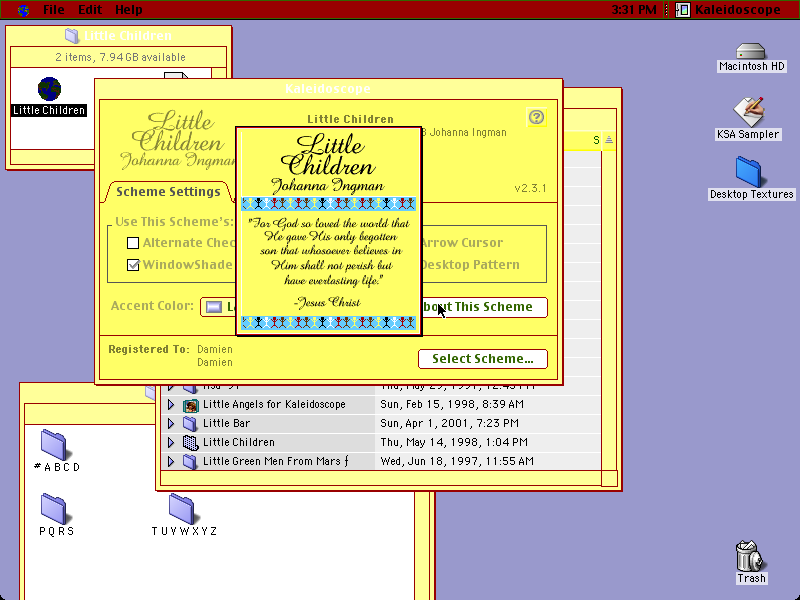 File Edit Help
3:31 PM
Kaleidoscope
Little Children
2 items, 7.94 GB available
Little Children
Kaleidoscope
Little
Children
Johanna Ingman
Little Children
Johanna Ingman
v2.3.1
Scheme Settings
Use This Scheme's:
Alternate Chec
WindowShade
Arrow Cursor
Desktop Pattern
Accent Color:
bout This Scheme
Registered To:
Damien
Damien
Select Scheme...
Little
Children
Johanna Ingman
"For God so loved the world that
He gave His only begotten
son that whosoever believes in
Him shall not perish but
have everlasting life."
-Jesus Christ
S
Thu, May 29, 1997, 12:43 PM
Little Angels for Kaleidoscope Sun, Feb 15, 1998, 8:39 AM
Little Bar Sun, Apr 1, 2001, 7:23 PM
Little Children Thu, May 14, 1998, 1:04 PM
Little Green Men From Mars ƒ Wed, Jun 18, 1997, 11:55 AM
#ABCD
PQRS
TUVWXYZ
Macintosh HD
KSA Sampler
Desktop Textures
Trash